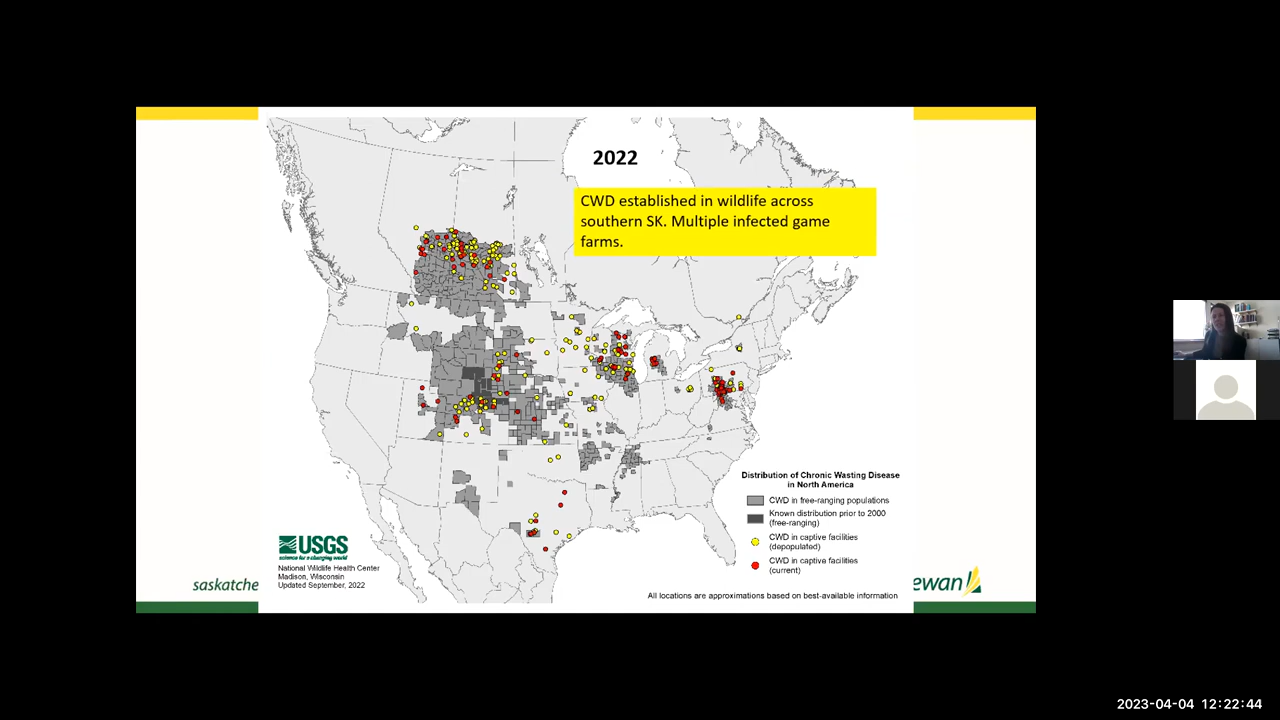 2022
CWD established in wildlife across
southern SK. Multiple infected game
farms.
Distribution of Chronic Wasting Disease
in North America
CWD in free-ranging populations
Known distribution prior to 2000
(free-ranging)
CWD in captive facilities
(depopulated)
CWD in captive facilities
(current)
USGS
science for a changing world
National Wildlife Health Center
Madison, Wisconsin
Updated September, 2022
saskatche
ewan
All locations are approximations based on best-available information
2023-04-04 12:22:44